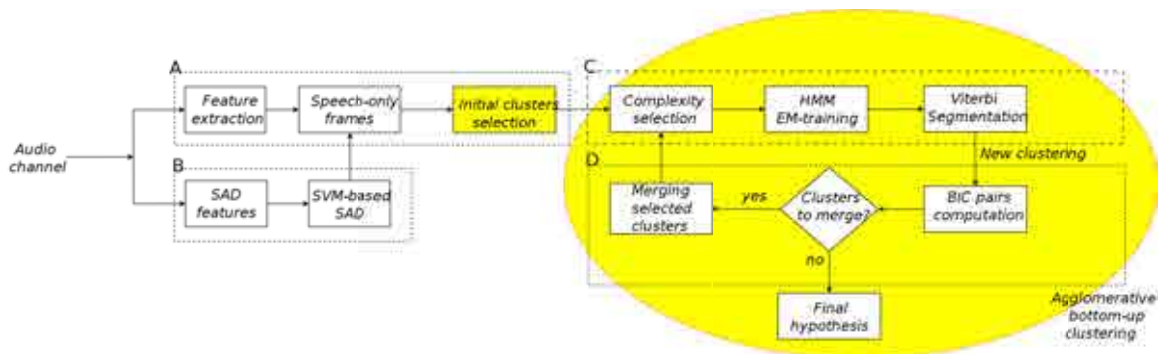 A
Feature
extraction
Speech-only
frames
Initial clusters
selection
Audio
channel
B
SAD
features
SVM-based
SAD
C
Complexity
selection
HMM
EM-training
Viterbi
Segmentation
New clustering
D
Merging
selected
clusters
yes
Clusters
to merge?
BIC pairs
computation
no
Final
hypothesis
Agglomerative
bottom-up
clustering